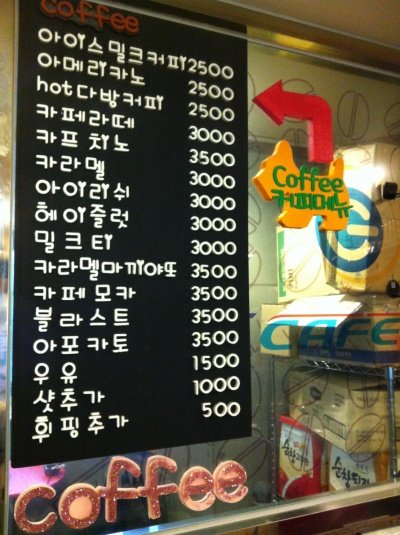 coffee
아이스밀크커피 2500
아메리카노 2500
hot다방커피 2500
카페라떼 3000
카프치노 3500
카라멜 3000
아이리쉬 3000
헤이즐럿 3000
밀크티 3000
카라멜마끼야또 3500
카페모카 3500
블라스트 3500
아포카토 3500
우유 1500
샷추가 1000
휘핑추가 500
coffee
Coffee
커피메뉴
CAFE